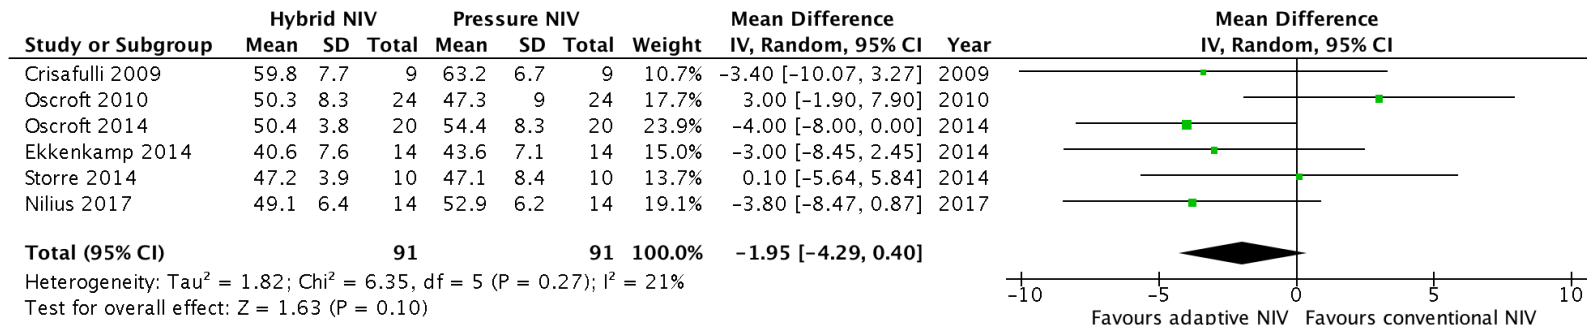 Hybrid NIV Pressure NIV Mean Difference Mean Difference
Study or Subgroup Mean SD Total Mean SD Total Weight IV, Random, 95% CI Year IV, Random, 95% CI
Crisafulli 2009 59.8 7.7 9 63.2 6.7 9 10.7% −3.40 [−10.07, 3.27] 2009
Oscroft 2010 50.3 8.3 24 47.3 9 24 17.7% 3.00 [−1.90, 7.90] 2010
Oscroft 2014 50.4 3.8 20 54.4 8.3 20 23.9% −4.00 [−8.00, 0.00] 2014
Ekkenkamp 2014 40.6 7.6 14 43.6 7.1 14 15.0% −3.00 [−8.45, 2.45] 2014
Storre 2014 47.2 3.9 10 47.1 8.4 10 13.7% 0.10 [−5.64, 5.84] 2014
Nilius 2017 49.1 6.4 14 52.9 6.2 14 19.1% −3.80 [−8.47, 0.87] 2017
Total (95% CI) 91 91 100.0% −1.95 [−4.29, 0.40]
Heterogeneity: Tau² = 1.82; Chi² = 6.35, df = 5 (P = 0.27); I² = 21%
Test for overall effect: Z = 1.63 (P = 0.10)
−10 −5 0 5 10
Favours adaptive NIV Favours conventional NIV